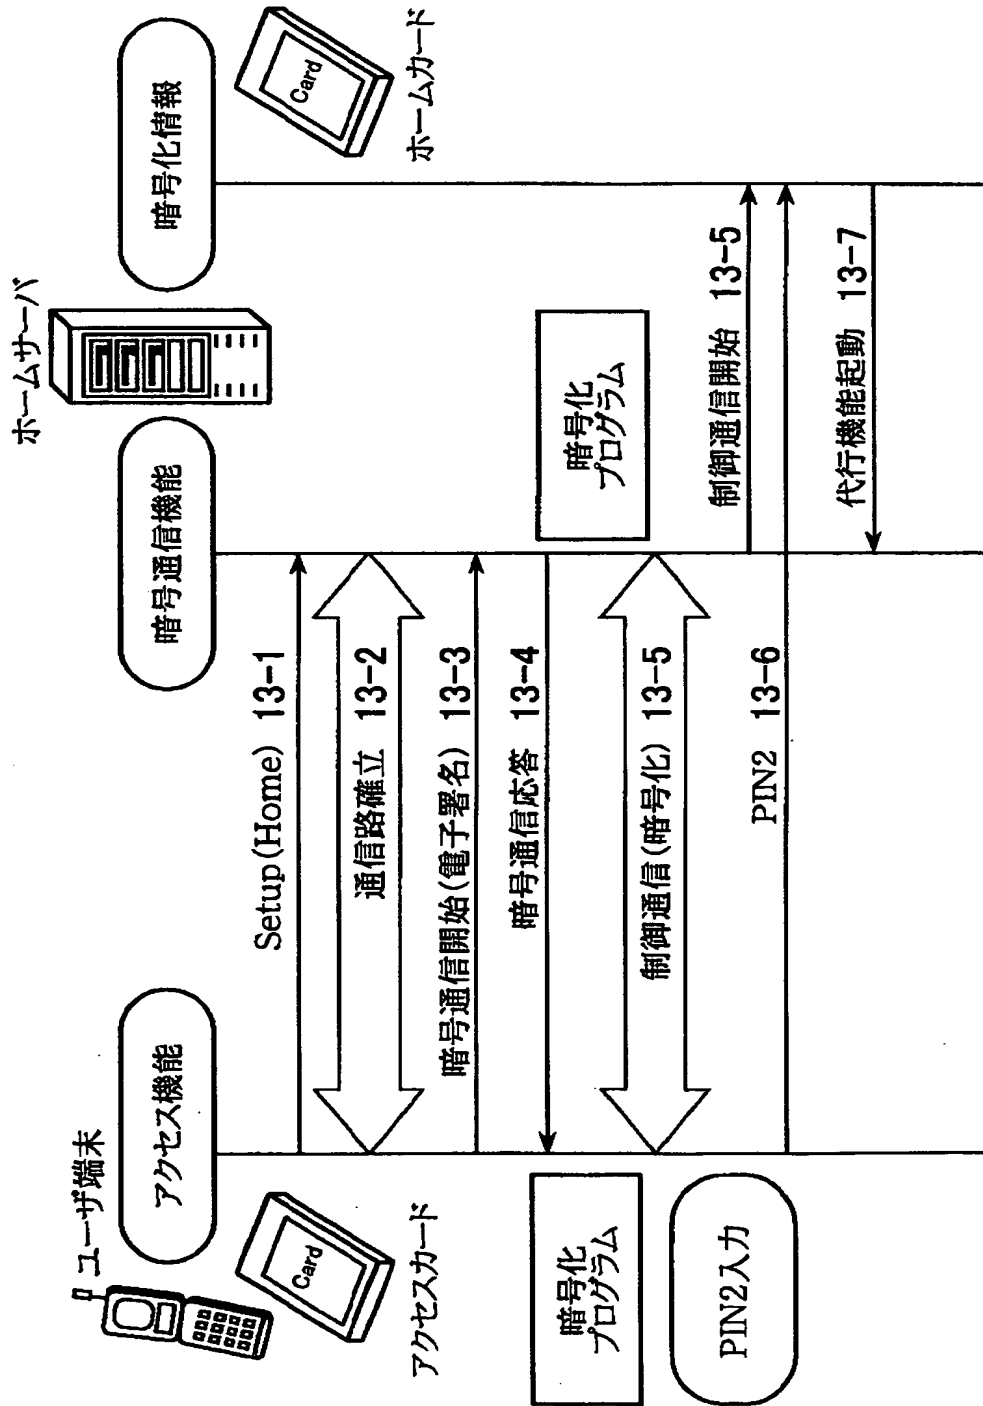 ユーザ端末
アクセス機能
Card
アクセスカード
ホームサーバ
暗号通信機能
暗号化情報
Card
ホームカード
Setup(Home) 13-1
通信路確立 13-2
暗号通信開始(電子署名) 13-3
暗号通信応答 13-4
暗号化
プログラム
暗号化
プログラム
制御通信(暗号化) 13-5
制御通信開始 13-5
PIN2入力
PIN2 13-6
代行機能起動 13-7